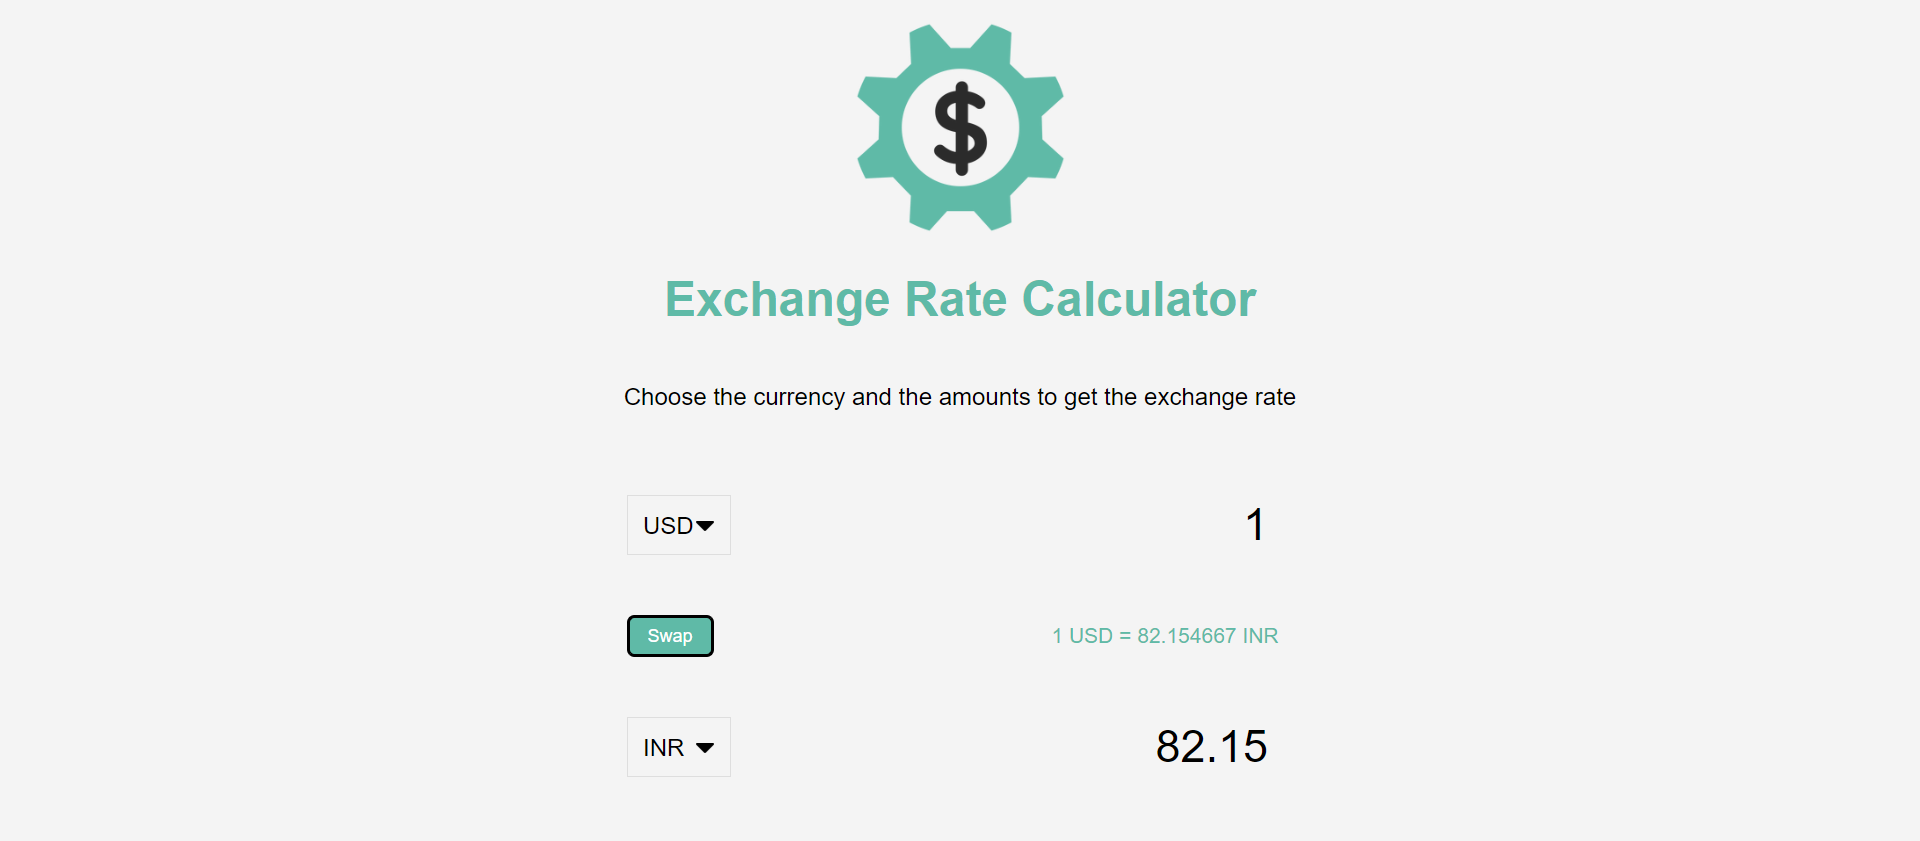 $
Exchange Rate Calculator
Choose the currency and the amounts to get the exchange rate
USD 1
Swap 1 USD = 82.154667 INR
INR 82.15